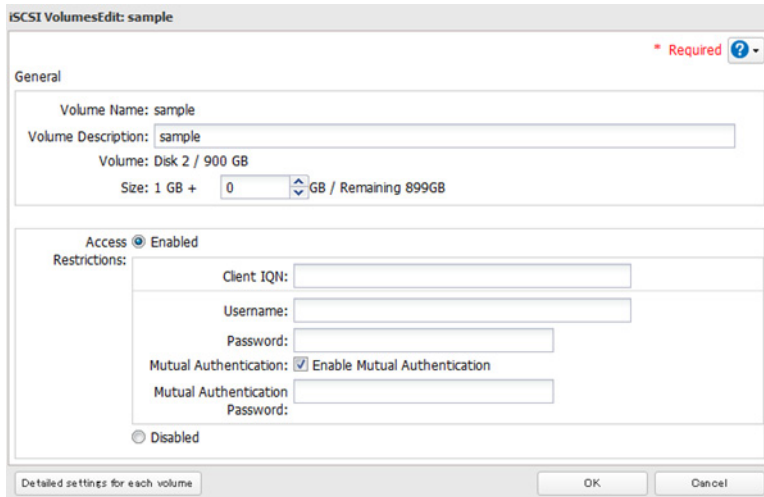 iSCSI VolumesEdit: sample
* Required ?
General
Volume Name: sample
Volume Description: sample
Volume: Disk 2 / 900 GB
Size: 1 GB + 0 GB / Remaining 899GB
Access Restrictions: Enabled
Client IQN:
Username:
Password:
Mutual Authentication: Enable Mutual Authentication
Mutual Authentication
Password:
Disabled
Detailed settings for each volume OK Cancel